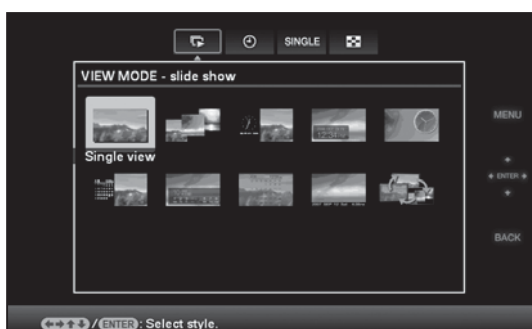 SINGLE
VIEW MODE - slide show
Single view
MENU
ENTER
BACK
/ENTER: Select style.